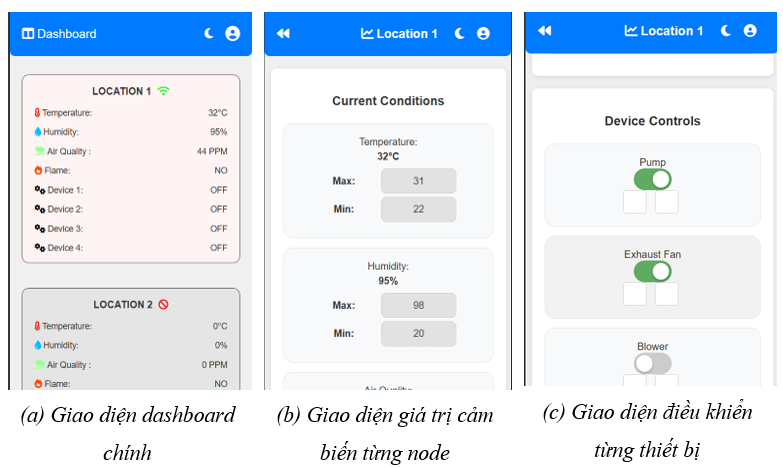 Dashboard
LOCATION 1
Temperature: 32°C
Humidity: 95%
Air Quality : 44 PPM
Flame: NO
Device 1: OFF
Device 2: OFF
Device 3: OFF
Device 4: OFF
LOCATION 2
Temperature: 0°C
Humidity: 0%
Air Quality : 0 PPM
Flame: NO
(a) Giao diện dashboard
chính
Location 1
Current Conditions
Temperature:
32°C
Max: 31
Min: 22
Humidity:
95%
Max: 98
Min: 20
Air Quality:
(b) Giao diện giá trị cảm
biến từng node
Location 1
Device Controls
Pump
Exhaust Fan
Blower
(c) Giao diện điều khiển
từng thiết bị